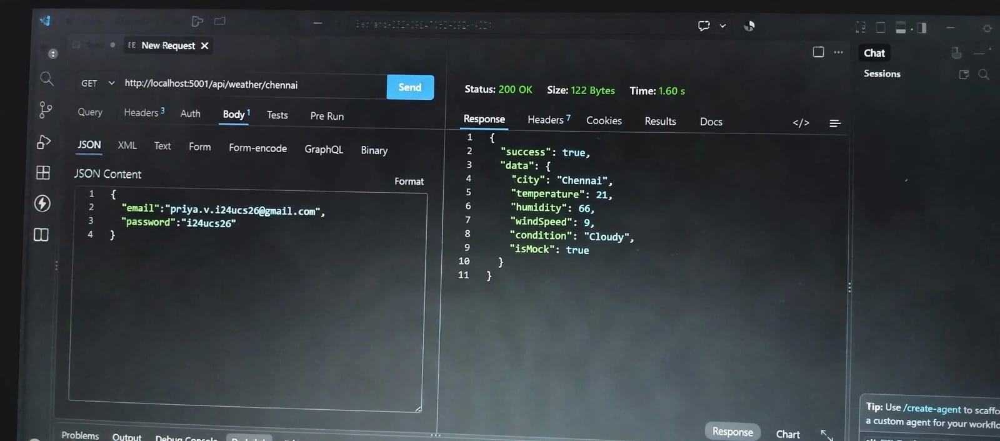 New Request ×
GET http://localhost:5001/api/weather/chennai Send
Query Headers 3 Auth Body 1 Tests Pre Run
JSON XML Text Form Form-encode GraphQL Binary
JSON Content
Format
1 {
2 "email":"priya.v.i24ucs26@gmail.com",
3 "password":"i24ucs26"
4 }
Status: 200 OK Size: 122 Bytes Time: 1.60 s
Response Headers 7 Cookies Results Docs </>
1 {
2 "success": true,
3 "data": {
4 "city": "Chennai",
5 "temperature": 21,
6 "humidity": 66,
7 "windSpeed": 9,
8 "condition": "Cloudy",
9 "isMock": true
10 }
11 }
Response Chart
Chat
Sessions
Tip: Use /create-agent to scaffo
a custom agent for your workflo
Problems Output Debug Console